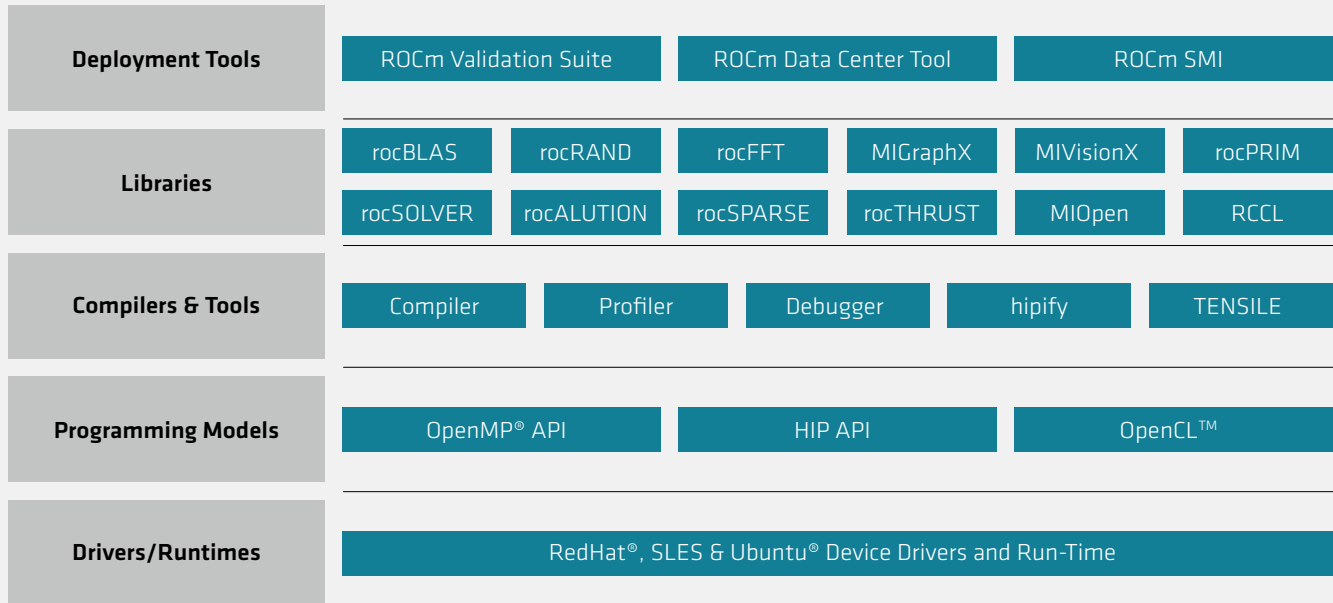 Deployment Tools
ROCm Validation Suite
ROCm Data Center Tool
ROCm SMI
Libraries
rocBLAS
rocRAND
rocFFT
MIGraphX
MIVisionX
rocPRIM
rocSOLVER
rocALUTION
rocSPARSE
rocTHRUST
MIOpen
RCCL
Compilers & Tools
Compiler
Profiler
Debugger
hipify
TENSILE
Programming Models
OpenMP® API
HIP API
OpenCL™
Drivers/Runtimes
RedHat®, SLES & Ubuntu® Device Drivers and Run-Time